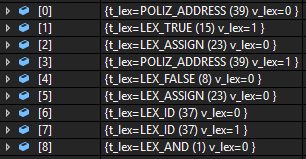 [0] {t_lex=POLIZ_ADDRESS (39) v_lex=0 }
[1] {t_lex=LEX_TRUE (15) v_lex=1 }
[2] {t_lex=LEX_ASSIGN (23) v_lex=0 }
[3] {t_lex=POLIZ_ADDRESS (39) v_lex=1 }
[4] {t_lex=LEX_FALSE (8) v_lex=0 }
[5] {t_lex=LEX_ASSIGN (23) v_lex=0 }
[6] {t_lex=LEX_ID (37) v_lex=0 }
[7] {t_lex=LEX_ID (37) v_lex=1 }
[8] {t_lex=LEX_AND (1) v_lex=0 }